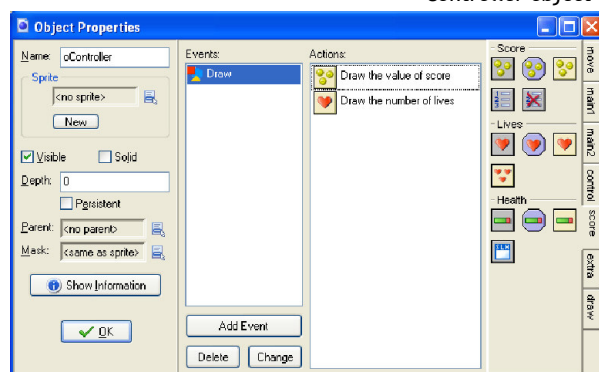 Controller object
Object Properties
Name: oController
Sprite
<no sprite>
New
Visible
Solid
Depth: 0
Persistent
Parent: <no parent>
Mask: <same as sprite>
Show Information
OK
Events:
Draw
Add Event
Delete
Change
Actions:
Draw the value of score
Draw the number of lives
Score
Lives
Health
move
main1
main2
control
score
extra
draw